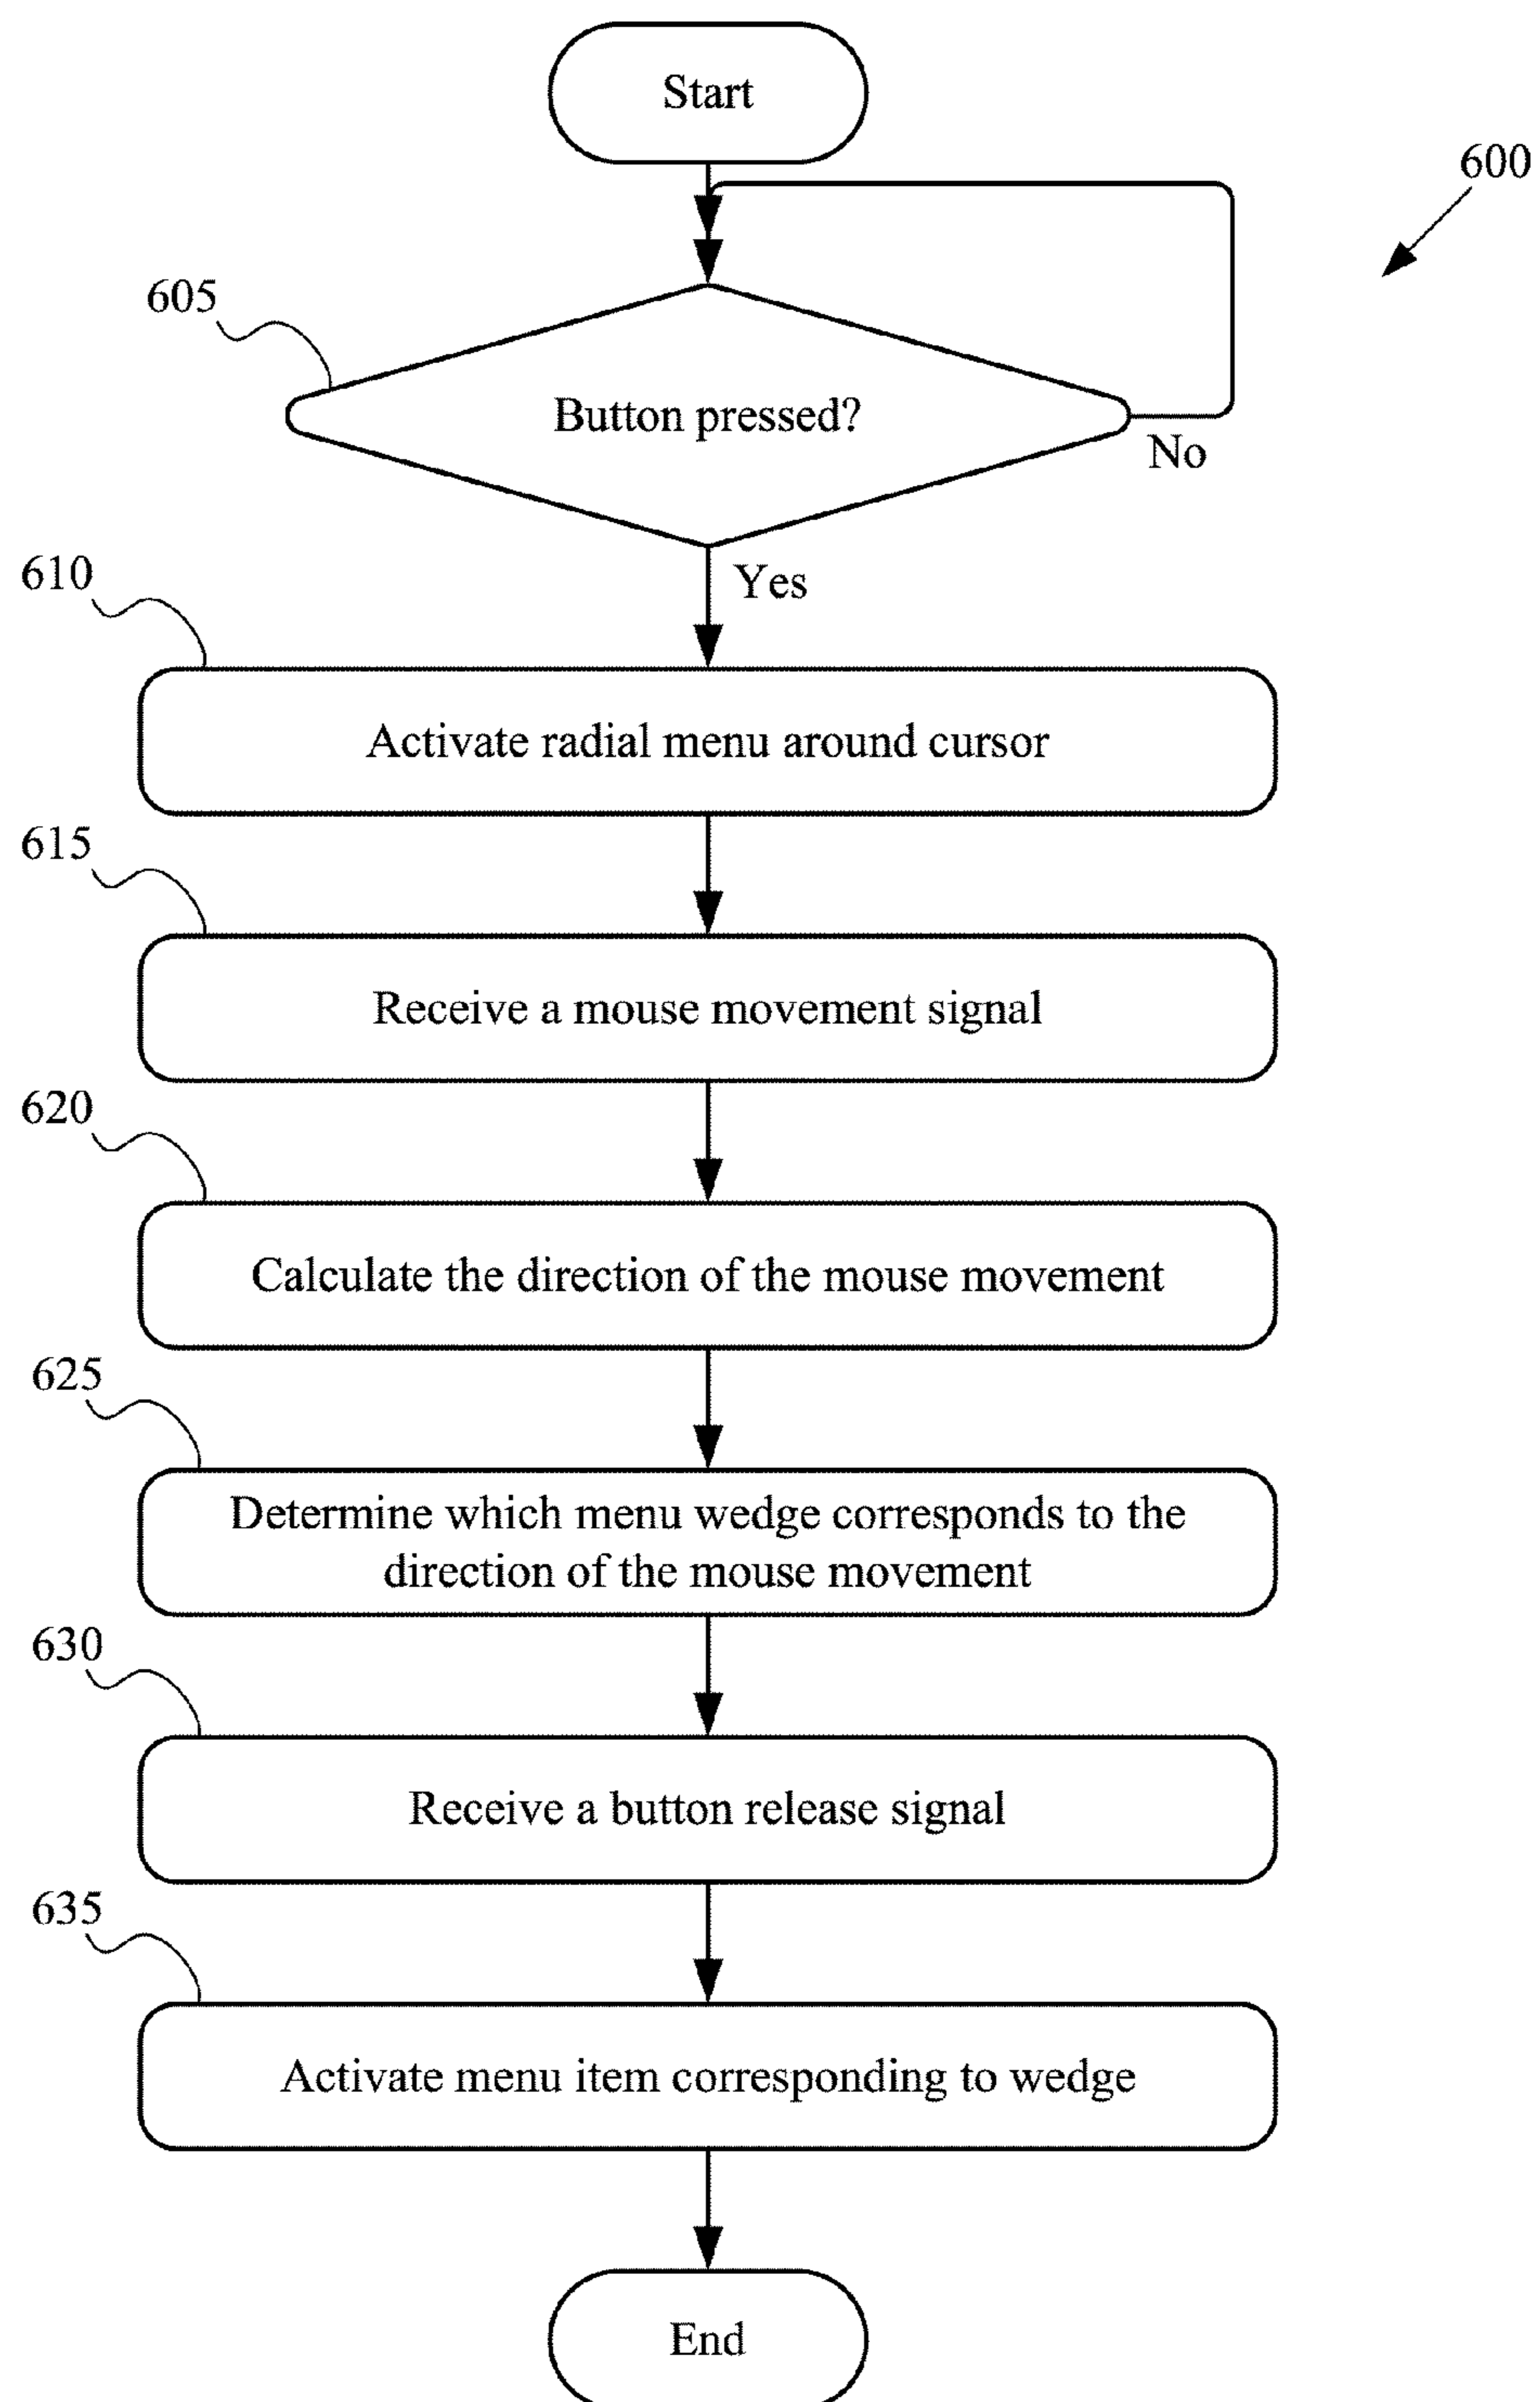 Start
600
605
Button pressed?
No
Yes
610
Activate radial menu around cursor
615
Receive a mouse movement signal
620
Calculate the direction of the mouse movement
625
Determine which menu wedge corresponds to the
direction of the mouse movement
630
Receive a button release signal
635
Activate menu item corresponding to wedge
End